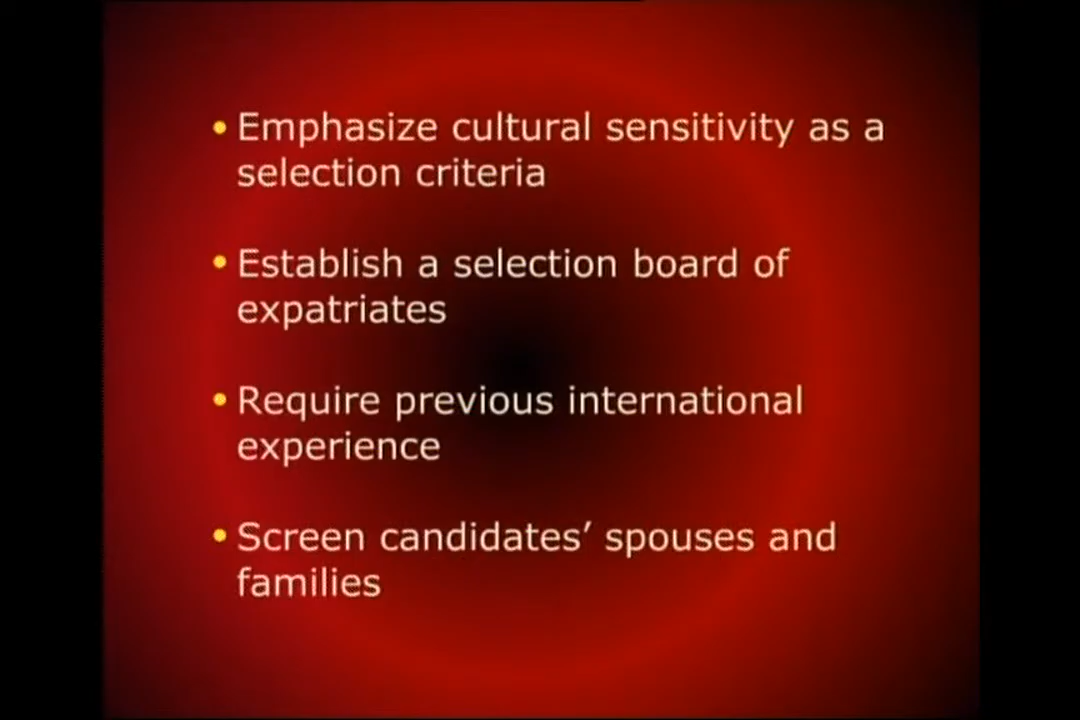 • Emphasize cultural sensitivity as a
selection criteria
• Establish a selection board of
expatriates
• Require previous international
experience
• Screen candidates’ spouses and
families